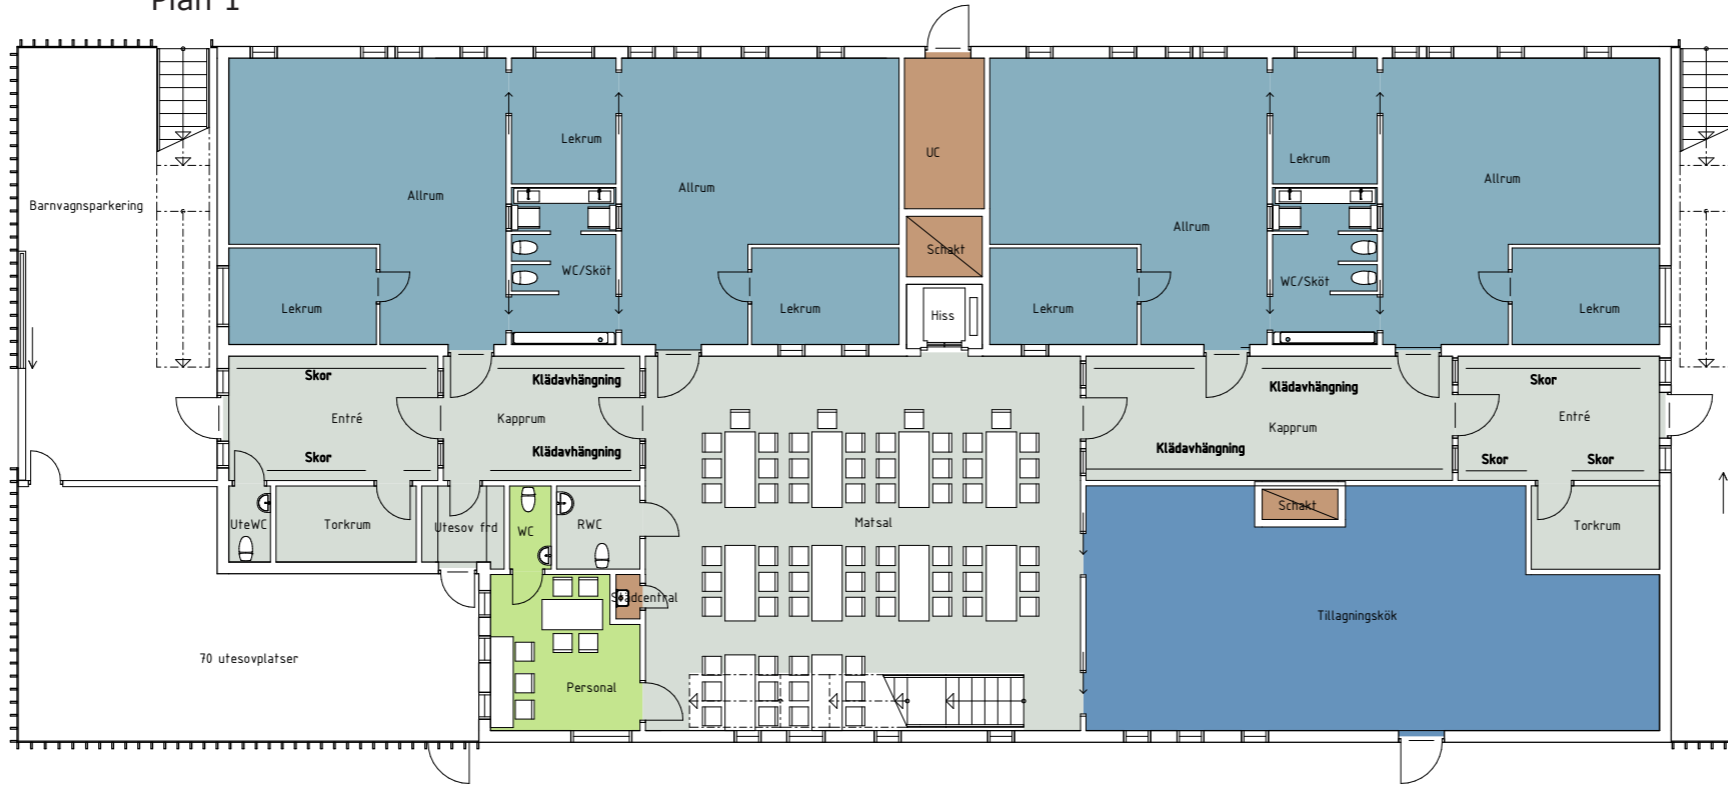 Plan 1
Lekrum
UC
Lekrum
Allrum
Allrum
Allrum
Allrum
Barnvagnsparkering
Schakt
WC/Sköt
WC/Sköt
Lekrum
Lekrum
Hiss
Lekrum
Lekrum
Skor
Klädavhängning
Klädavhängning
Skor
Entré
Kapprum
Kapprum
Entré
Skor
Klädavhängning
Klädavhängning
Skor
Skor
UteWC
Torkrum
Utesov frd
WC
RWC
Matsal
Schakt
Torkrum
Städcentral
Tillagningskök
70 utesovplatser
Personal